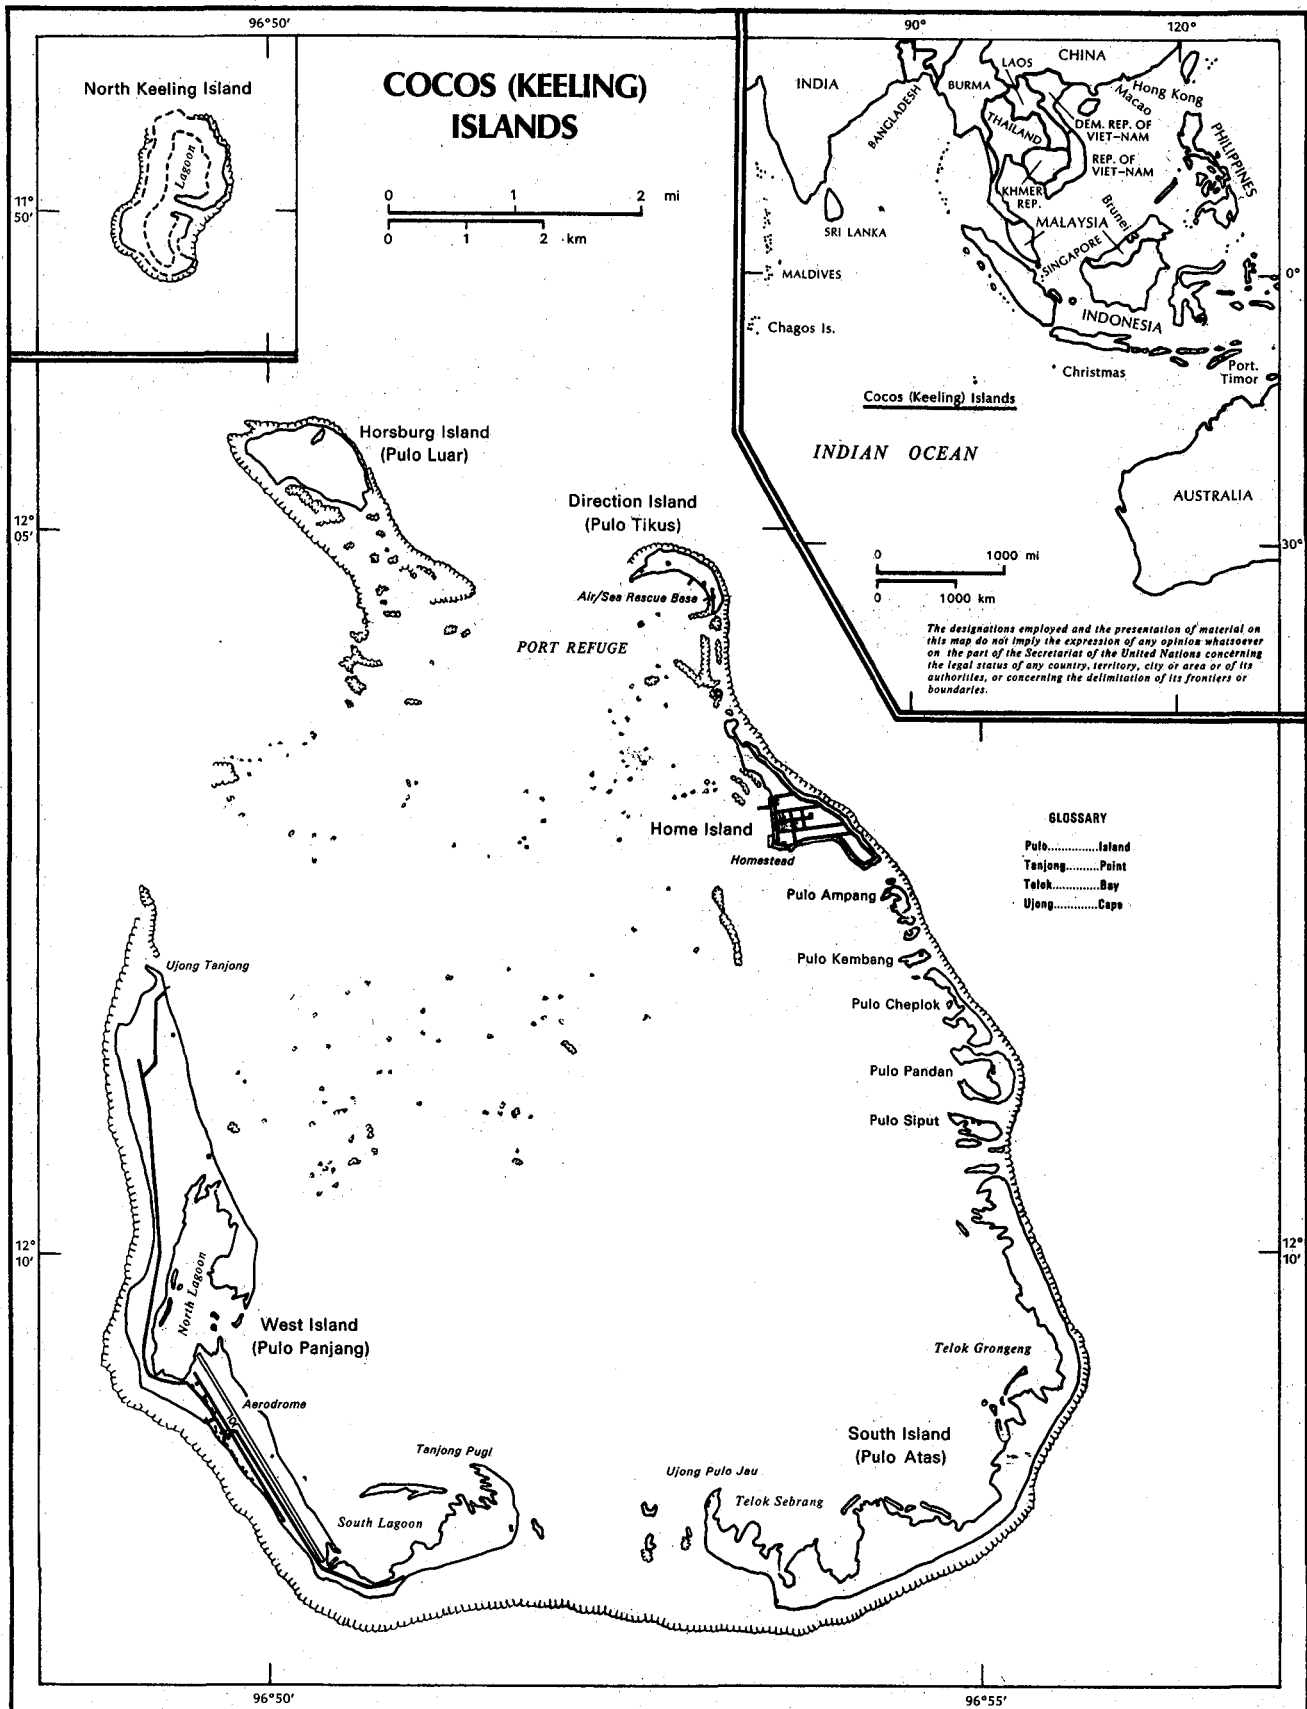 96°50′
North Keeling Island
Lagoon
11°
50′
COCOS (KEELING)
ISLANDS
0 1 2 mi
0 1 2 km
90° 120°
INDIA
BANGLADESH
BURMA
LAOS
CHINA
Hong Kong
Macao
THAILAND
DEM. REP. OF
VIET–NAM
REP. OF
VIET–NAM
KHMER
REP.
PHILIPPINES
SRI LANKA
MALAYSIA
Brunei
SINGAPORE
MALDIVES
0°
INDONESIA
Chagos Is.
Christmas
Port.
Timor
Cocos (Keeling) Islands
INDIAN OCEAN
AUSTRALIA
30°
0 1000 mi
0 1000 km
The designations employed and the presentation of material on
this map do not imply the expression of any opinion whatsoever
on the part of the Secretariat of the United Nations concerning
the legal status of any country, territory, city or area or of its
authorities, or concerning the delimitation of its frontiers or
boundaries.
Horsburg Island
(Pulo Luar)
12°
05′
Direction Island
(Pulo Tikus)
Air/Sea Rescue Base
PORT REFUGE
Home Island
Homestead
GLOSSARY
Pulo..............Island
Tanjong..........Point
Telok.............Bay
Ujong.............Cape
Pulo Ampang
Pulo Kembang
Pulo Cheplok
Pulo Pandan
Pulo Siput
Ujong Tanjong
12°
10′
12°
10′
North Lagoon
West Island
(Pulo Panjang)
Aerodrome
Telok Grongeng
South Island
(Pulo Atas)
Tanjong Pugi
South Lagoon
Ujong Pulo Jau
Telok Sebrang
96°50′
96°55′